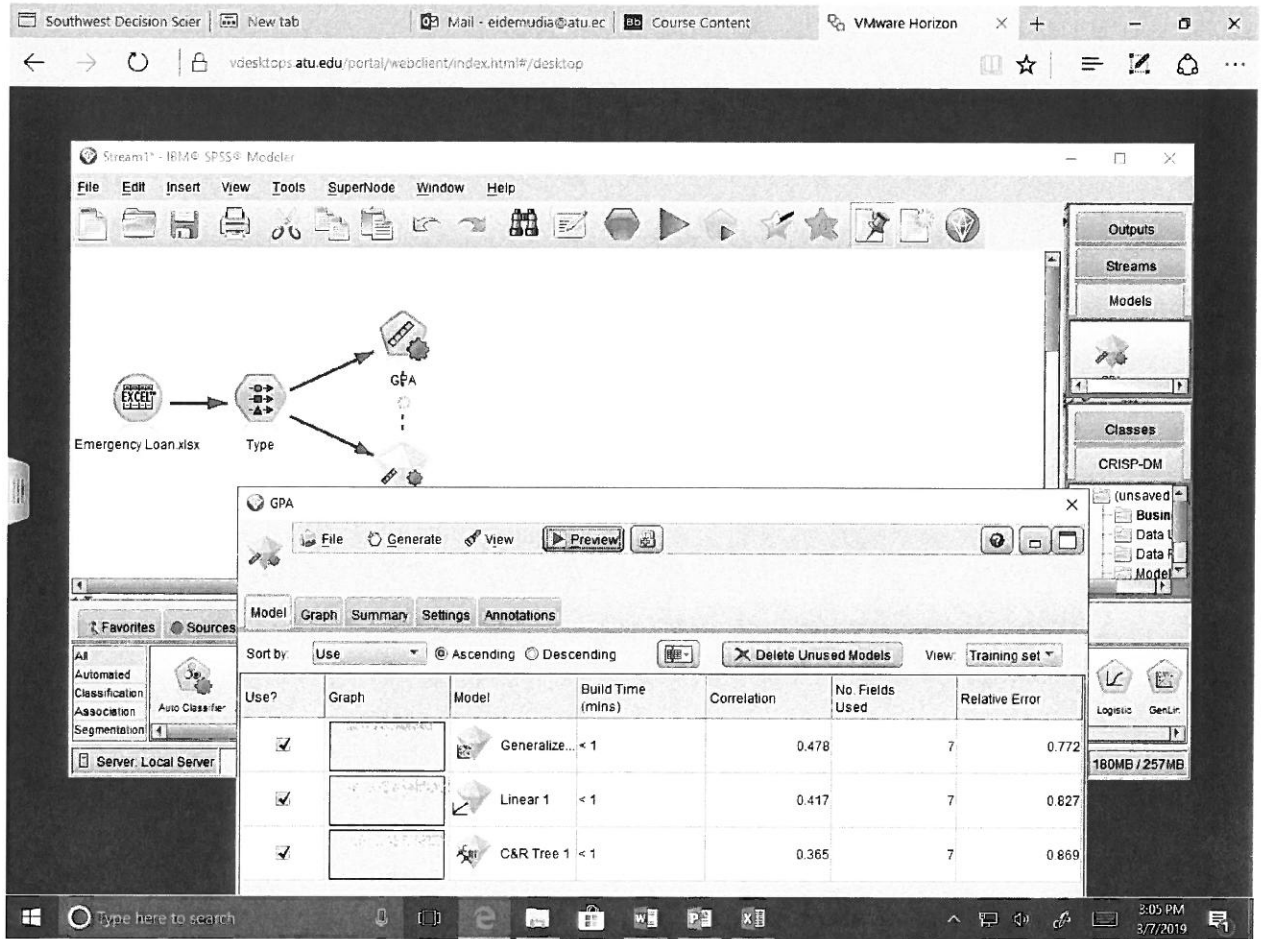 Southwest Decision Scier
New tab
Mail - eidemudia@atu.ec
Bb Course Content
VMware Horizon
vdesktops.atu.edu/portal/webclient/index.html#/desktop
Stream1* - IBM® SPSS® Modeler
File Edit Insert View Tools SuperNode Window Help
Outputs
Streams
Models
GPA
EXCEL
Emergency Loan.xlsx
Type
Classes
CRISP-DM
(unsaved
Busin
Data U
Data P
Model
GPA
File Generate View Preview
Model Graph Summary Settings Annotations
Favorites Sources
Sort by: Use Ascending Descending Delete Unused Models View: Training set
All
Automated
Classification
Association
Segmentation
Auto Classifier
Use? Graph Model Build Time (mins) Correlation No. Fields Used Relative Error
Generalize... < 1 0.478 7 0.772
Linear 1 < 1 0.417 7 0.827
C&R Tree 1 < 1 0.365 7 0.869
Logistic GenLin
Server: Local Server
180MB / 257MB
Type here to search
3:05 PM
3/7/2019